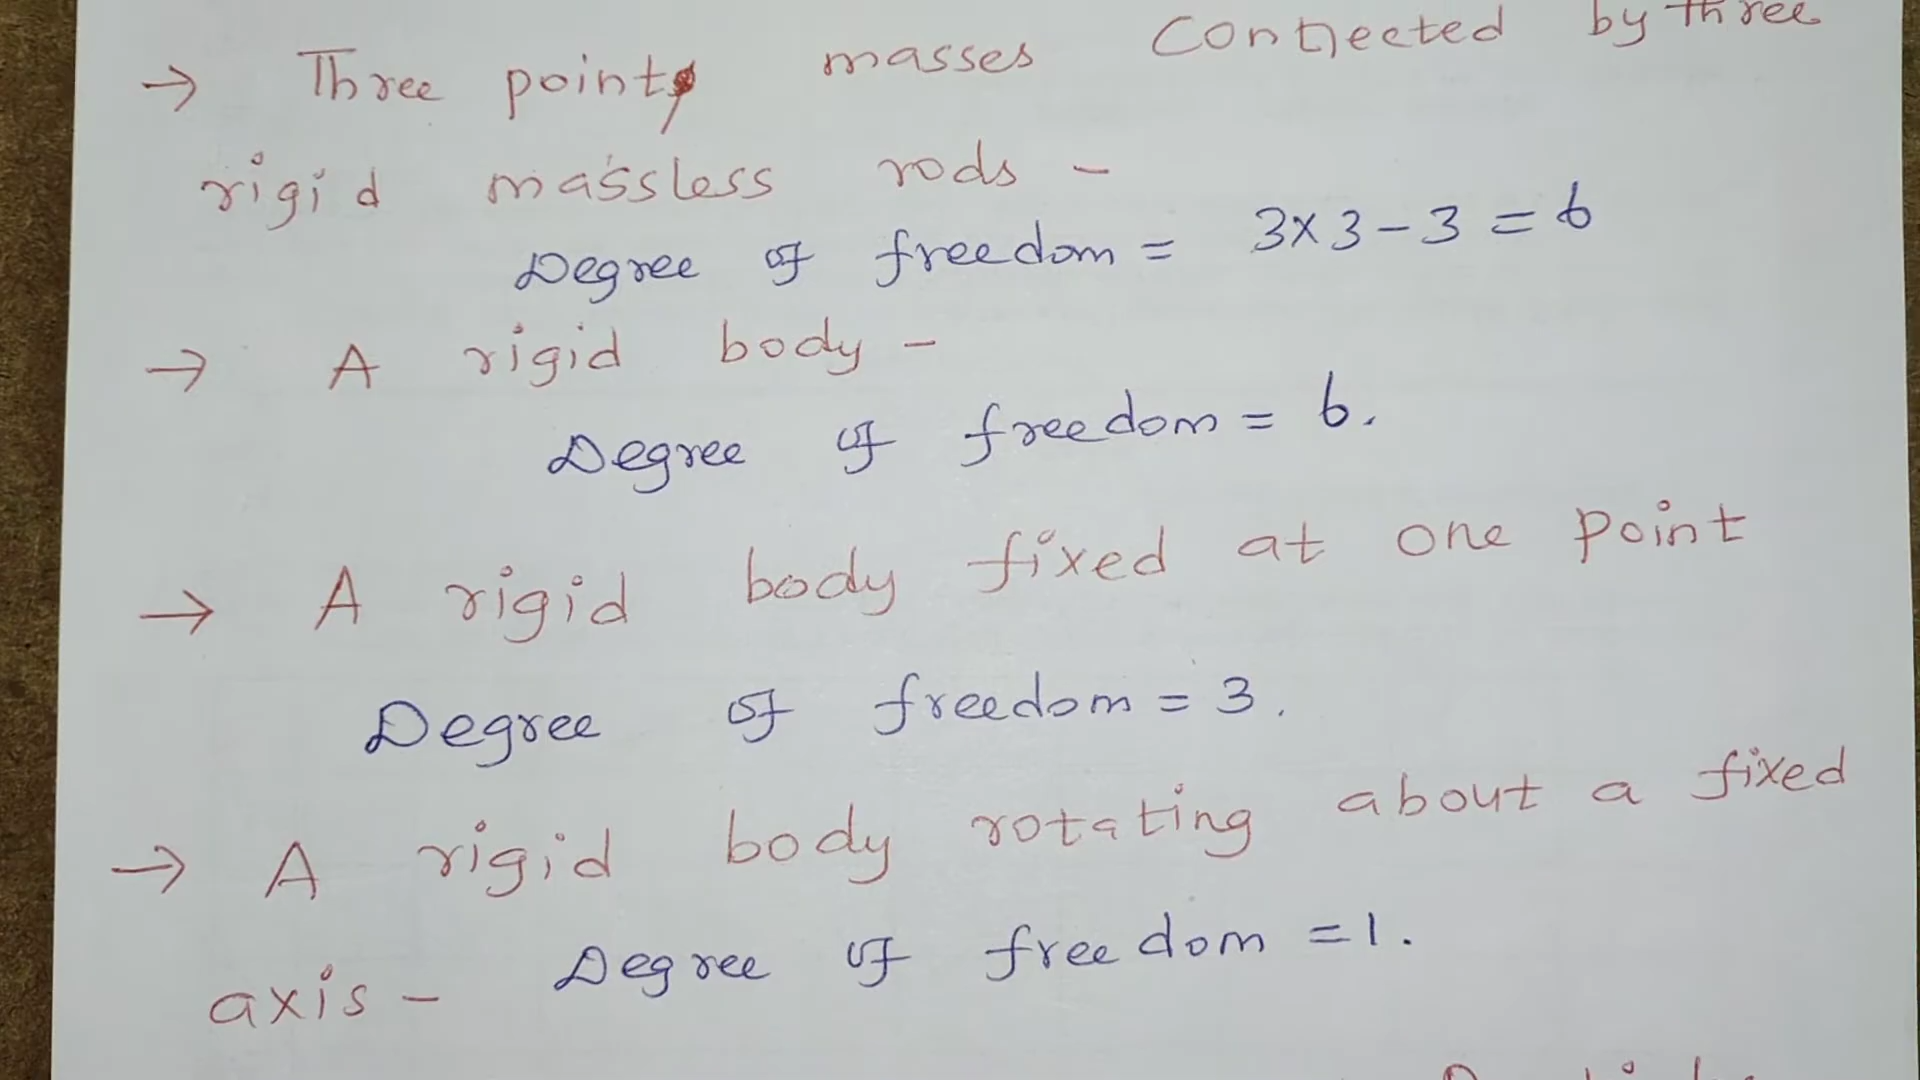 → Three point masses connected by three
rigid massless rods -
Degree of freedom = 3×3-3 = 6
→ A rigid body -
Degree of freedom = 6.
→ A rigid body fixed at one point
Degree of freedom = 3.
→ A rigid body rotating about a fixed
axis - Degree of freedom = 1.